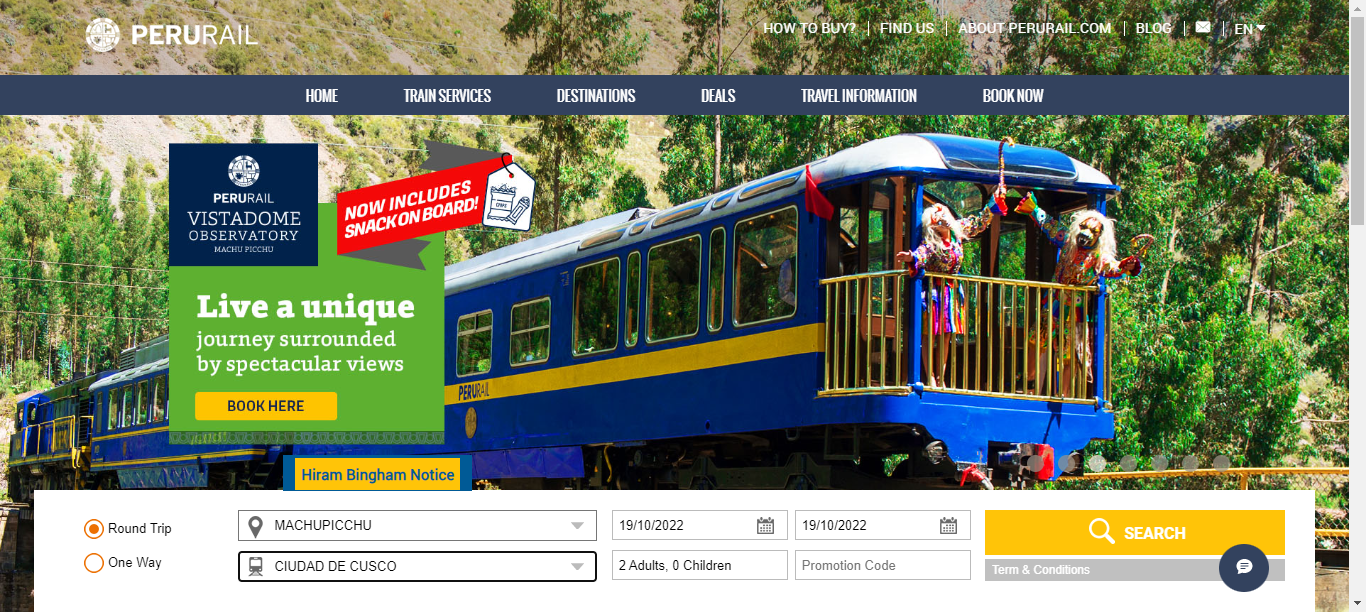 PERURAIL
HOW TO BUY?
FIND US
ABOUT PERURAIL.COM
BLOG
EN
HOME
TRAIN SERVICES
DESTINATIONS
DEALS
TRAVEL INFORMATION
BOOK NOW
PERURAIL
VISTADOME
OBSERVATORY
MACHU PICCHU
NOW INCLUDES
SNACK ON BOARD!
Live a unique
journey surrounded
by spectacular views
BOOK HERE
PERURAIL
Hiram Bingham Notice
Round Trip
MACHUPICCHU
19/10/2022
19/10/2022
SEARCH
One Way
CIUDAD DE CUSCO
2 Adults, 0 Children
Promotion Code
Term & Conditions